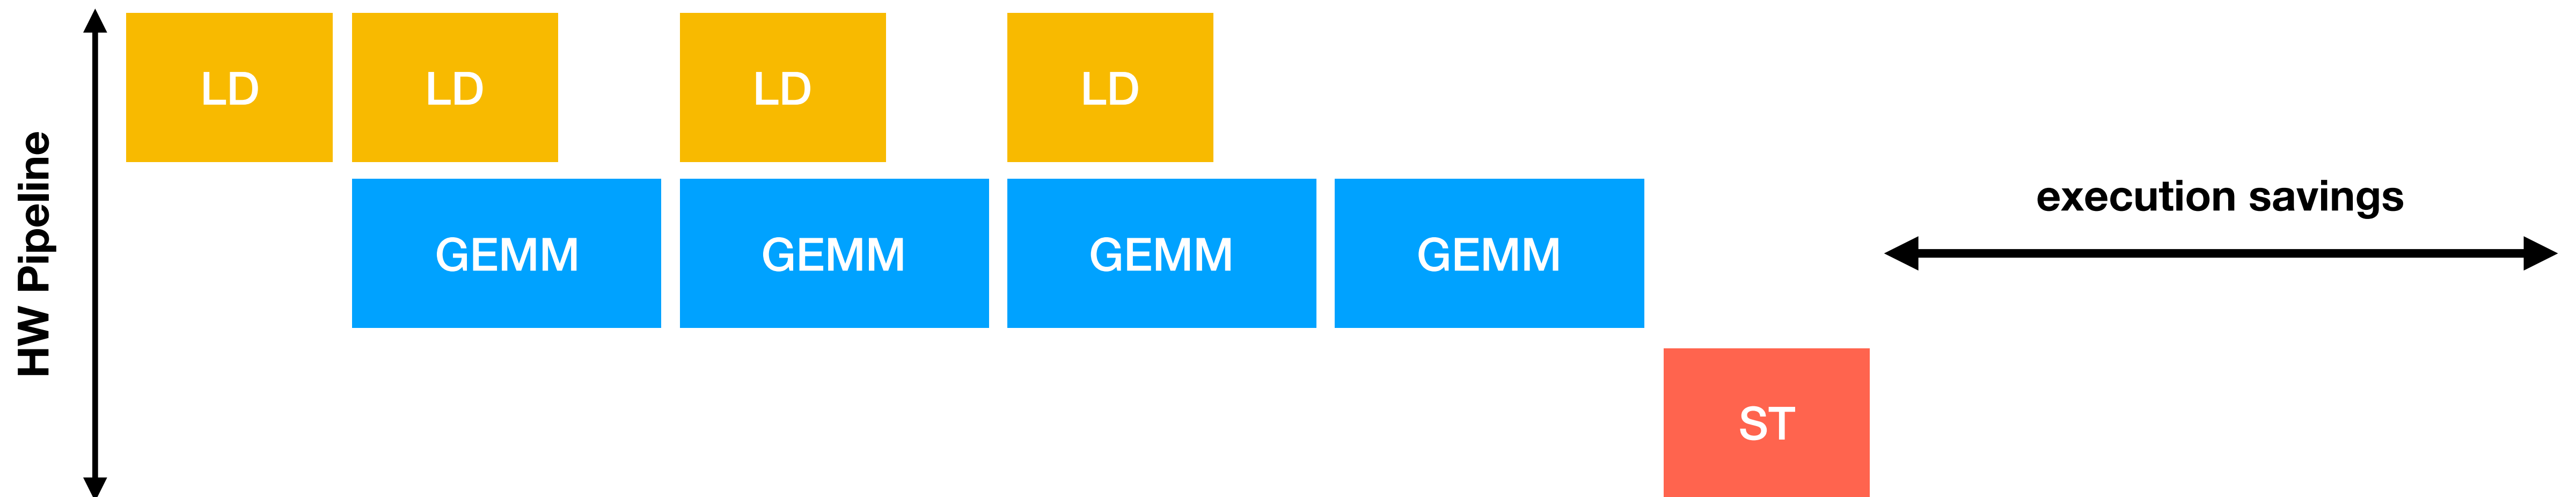 HW Pipeline
LD
LD
LD
LD
GEMM
GEMM
GEMM
GEMM
execution savings
ST